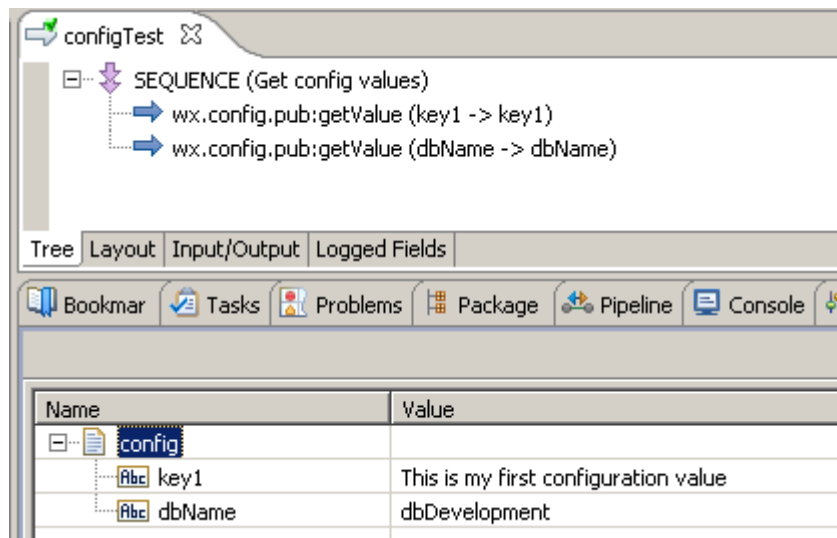 configTest
SEQUENCE (Get config values)
wx.config.pub:getValue (key1 -> key1)
wx.config.pub:getValue (dbName -> dbName)
Tree Layout Input/Output Logged Fields
Bookmar Tasks Problems Package Pipeline Console
Name Value
config
Abc key1 This is my first configuration value
Abc dbName dbDevelopment